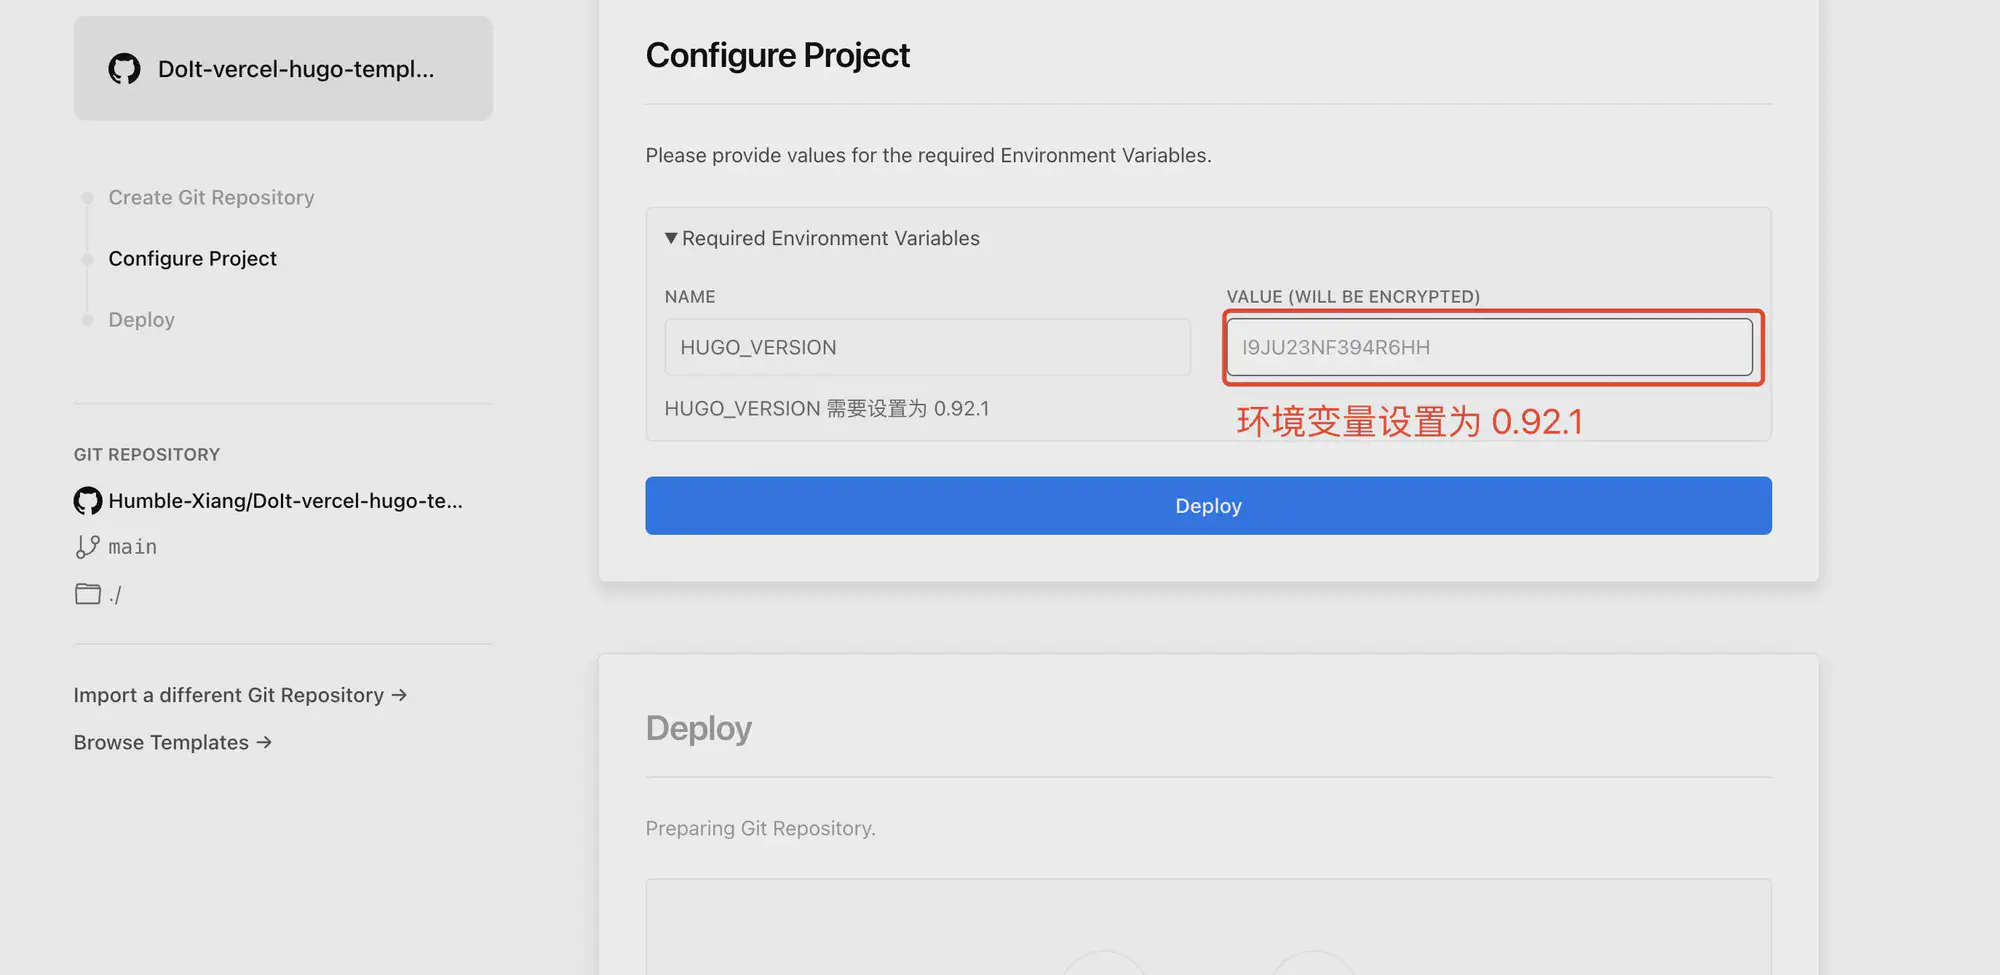 DoIt-vercel-hugo-templ...
Create Git Repository
Configure Project
Deploy
GIT REPOSITORY
Humble-Xiang/DoIt-vercel-hugo-te...
main
./
Import a different Git Repository →
Browse Templates →
Configure Project
Please provide values for the required Environment Variables.
▼Required Environment Variables
NAME
VALUE (WILL BE ENCRYPTED)
HUGO_VERSION
I9JU23NF394R6HH
HUGO_VERSION 需要设置为 0.92.1
环境变量设置为 0.92.1
Deploy
Deploy
Preparing Git Repository.